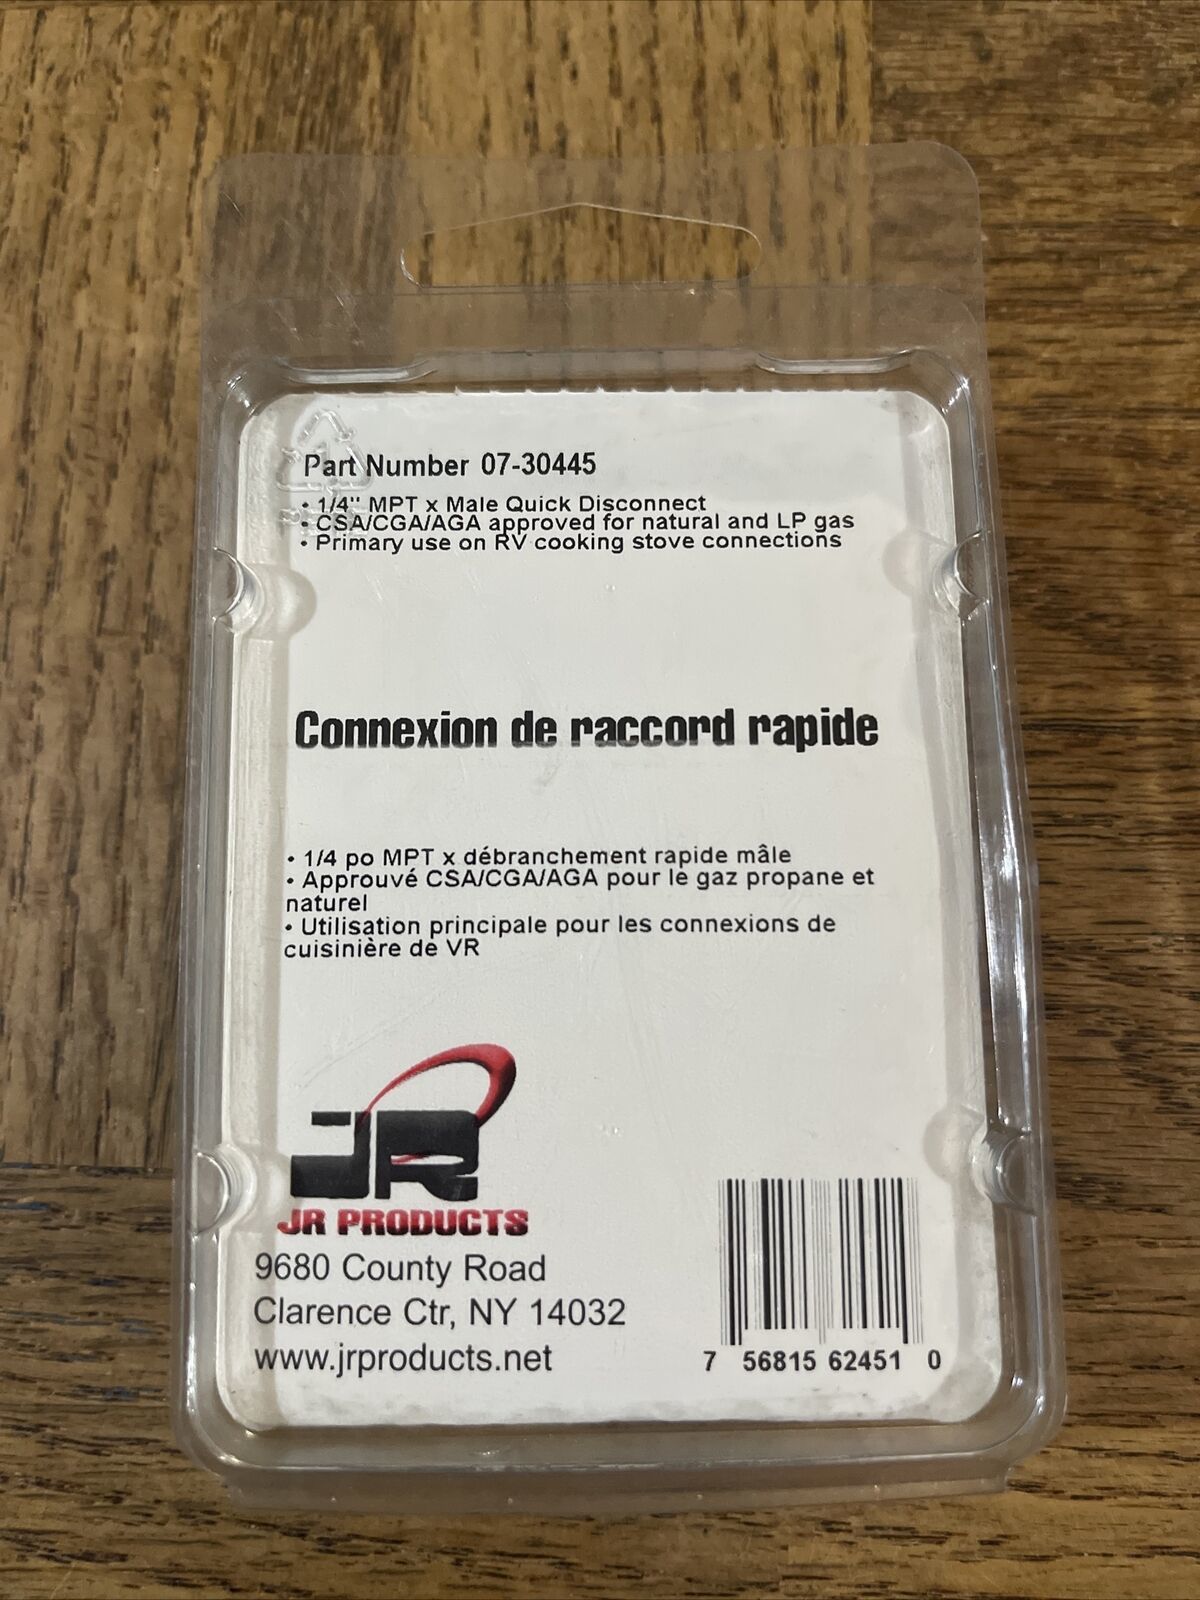 Part Number 07-30445
• 1/4" MPT x Male Quick Disconnect
• CSA/CGA/AGA approved for natural and LP gas
• Primary use on RV cooking stove connections
Connexion de raccord rapide
• 1/4 po MPT x débranchement rapide mâle
• Approuvé CSA/CGA/AGA pour le gaz propane et
naturel
• Utilisation principale pour les connexions de
cuisinière de VR
JR
JR PRODUCTS
9680 County Road
Clarence Ctr, NY 14032
www.jrproducts.net
7 56815 62451 0